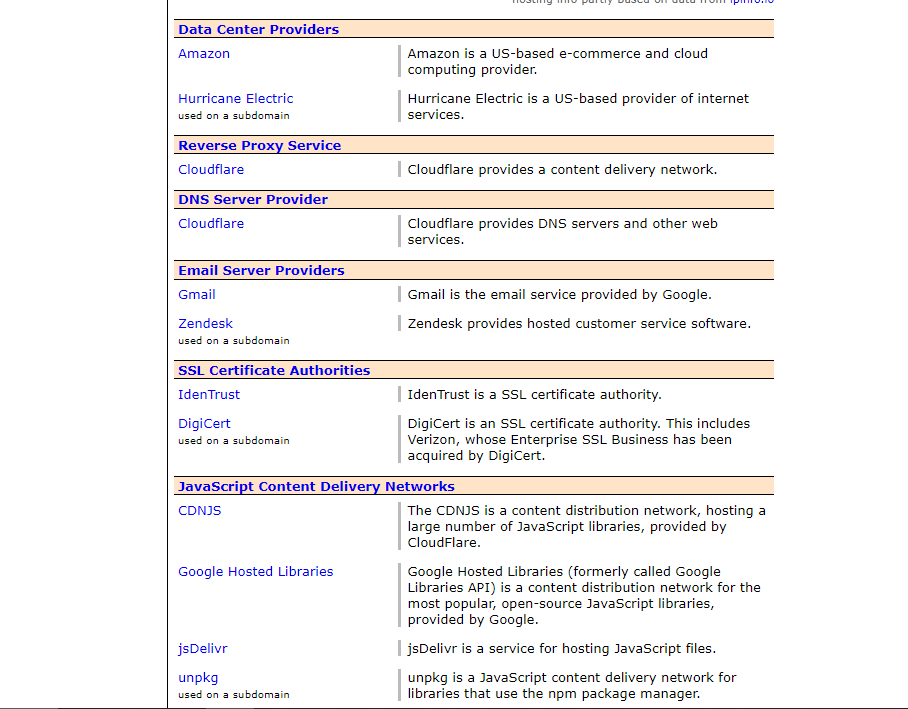 hosting info partly based on data from ipinfo.io
Data Center Providers
Amazon
Amazon is a US-based e-commerce and cloud
computing provider.
Hurricane Electric
used on a subdomain
Hurricane Electric is a US-based provider of internet
services.
Reverse Proxy Service
Cloudflare
Cloudflare provides a content delivery network.
DNS Server Provider
Cloudflare
Cloudflare provides DNS servers and other web
services.
Email Server Providers
Gmail
Gmail is the email service provided by Google.
Zendesk
used on a subdomain
Zendesk provides hosted customer service software.
SSL Certificate Authorities
IdenTrust
IdenTrust is a SSL certificate authority.
DigiCert
used on a subdomain
DigiCert is an SSL certificate authority. This includes
Verizon, whose Enterprise SSL Business has been
acquired by DigiCert.
JavaScript Content Delivery Networks
CDNJS
The CDNJS is a content distribution network, hosting a
large number of JavaScript libraries, provided by
CloudFlare.
Google Hosted Libraries
Google Hosted Libraries (formerly called Google
Libraries API) is a content distribution network for the
most popular, open-source JavaScript libraries,
provided by Google.
jsDelivr
jsDelivr is a service for hosting JavaScript files.
unpkg
used on a subdomain
unpkg is a JavaScript content delivery network for
libraries that use the npm package manager.